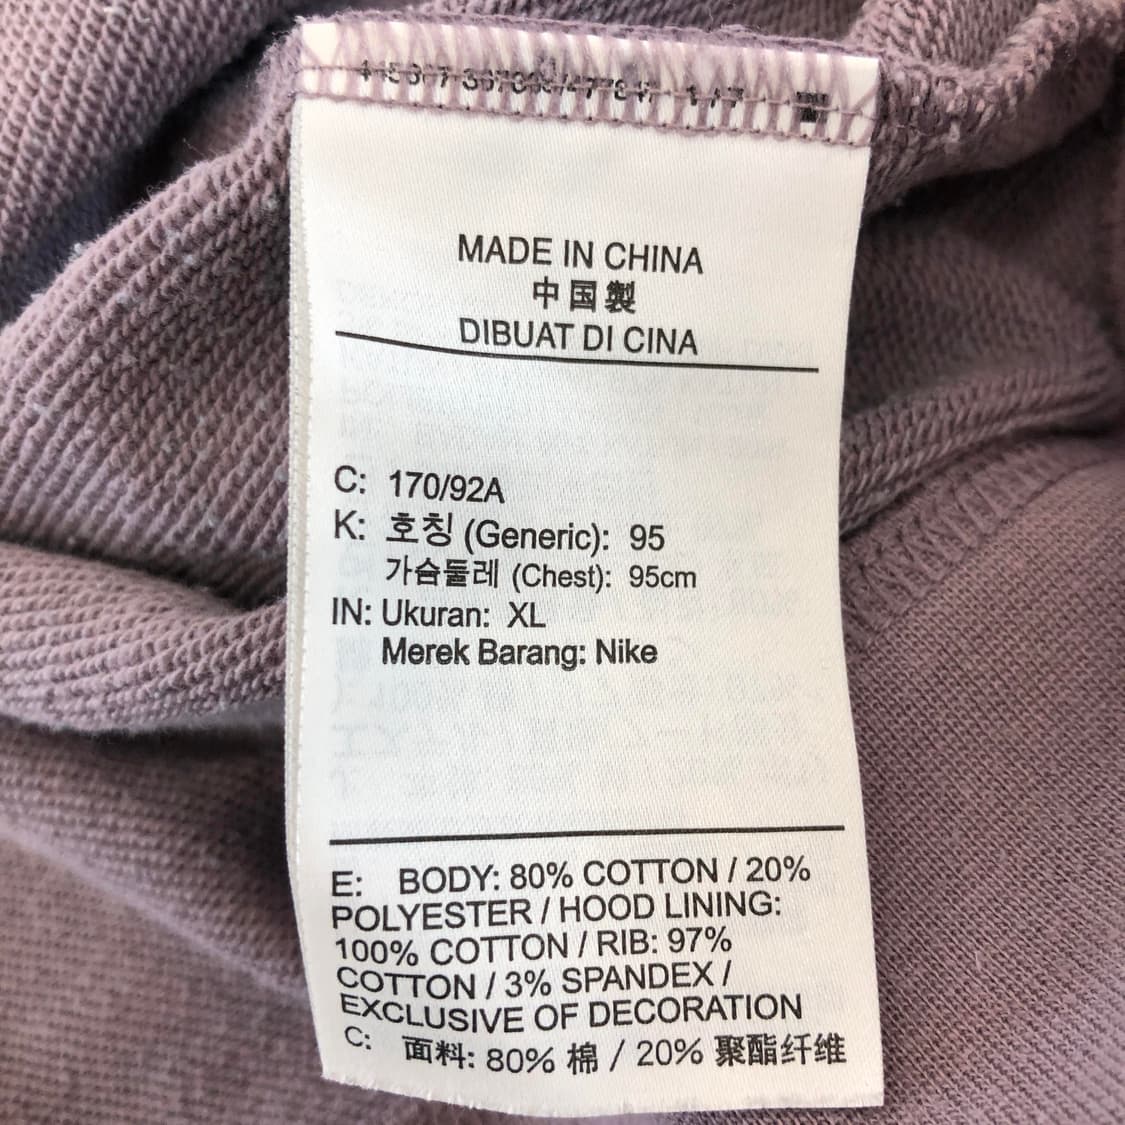 MADE IN CHINA
中国製
DIBUAT DI CINA
C: 170/92A
K: 호칭 (Generic): 95
가슴둘레 (Chest): 95cm
IN: Ukuran: XL
Merek Barang: Nike
E: BODY: 80% COTTON / 20%
POLYESTER / HOOD LINING:
100% COTTON / RIB: 97%
COTTON / 3% SPANDEX /
EXCLUSIVE OF DECORATION
C: 面料: 80% 棉 / 20% 聚酯纤维